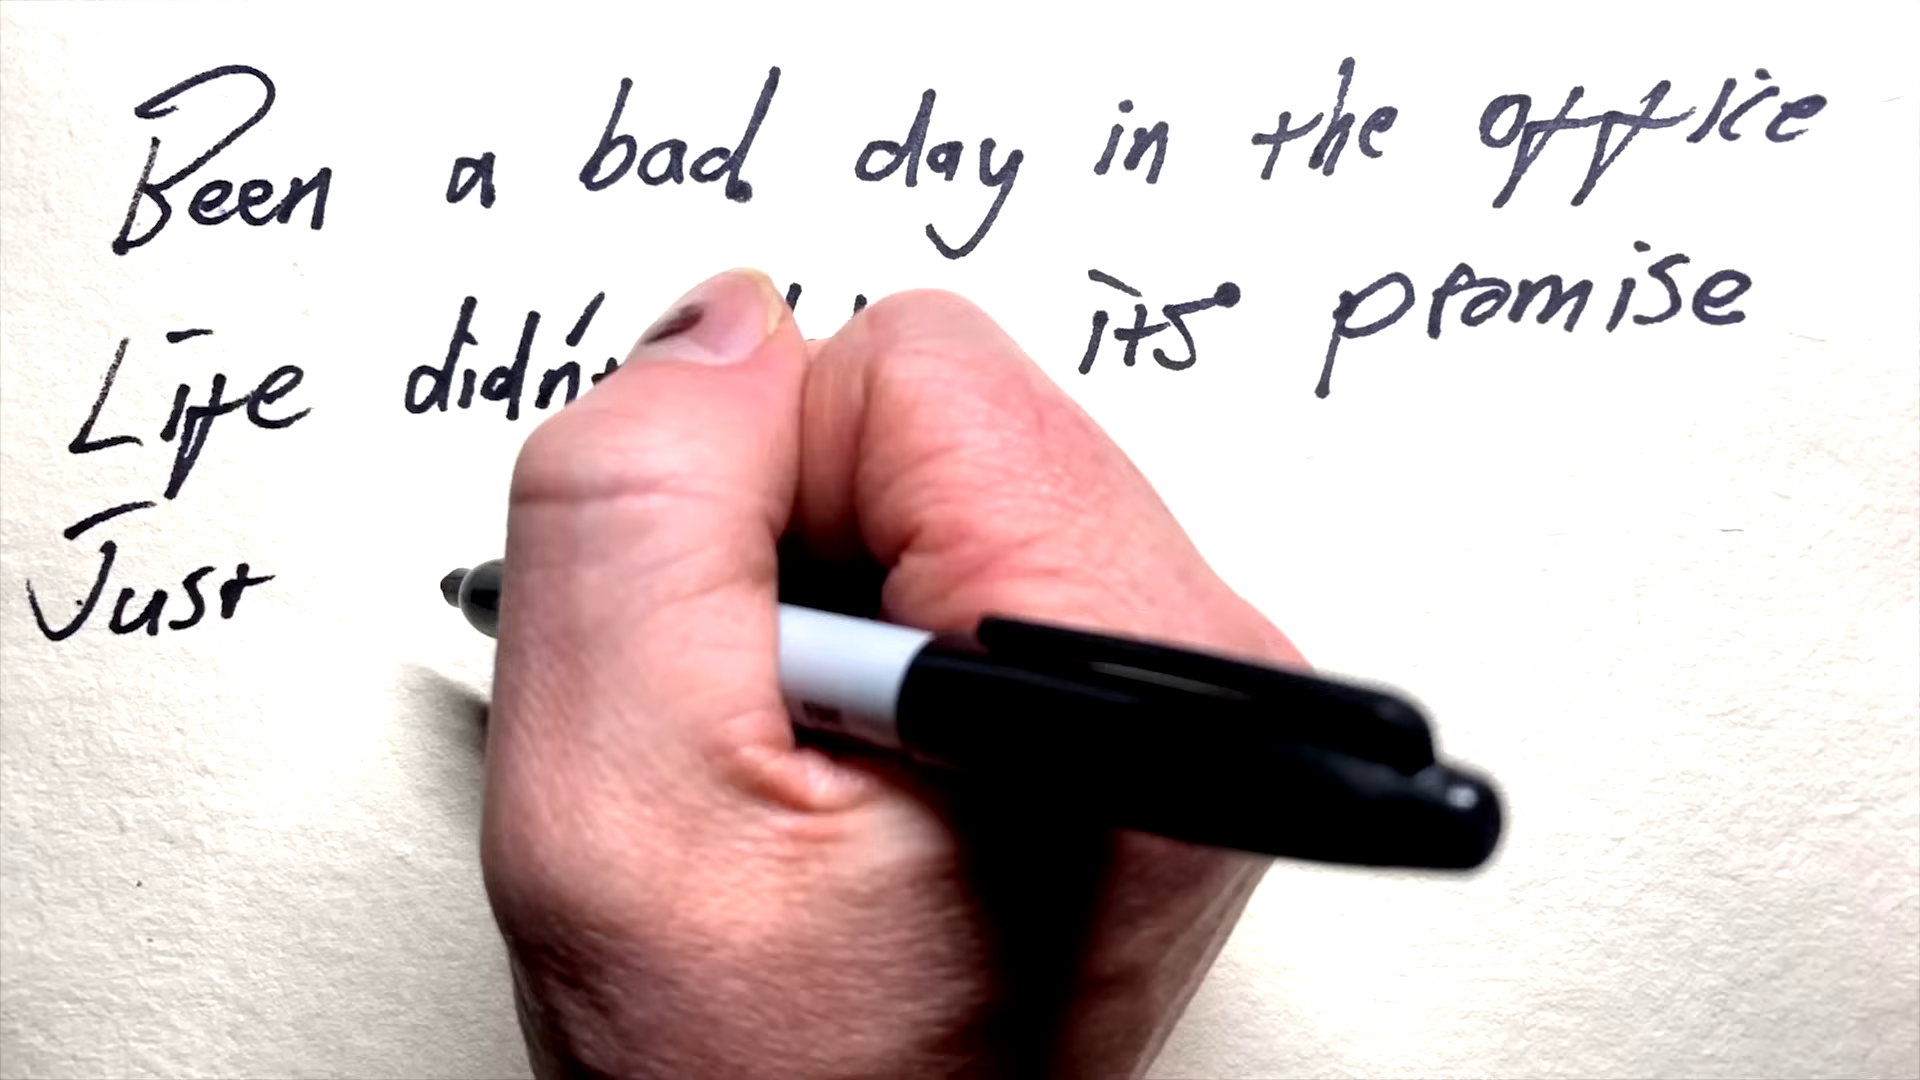 Been a bad day in the office
Life didn't its promise
Just